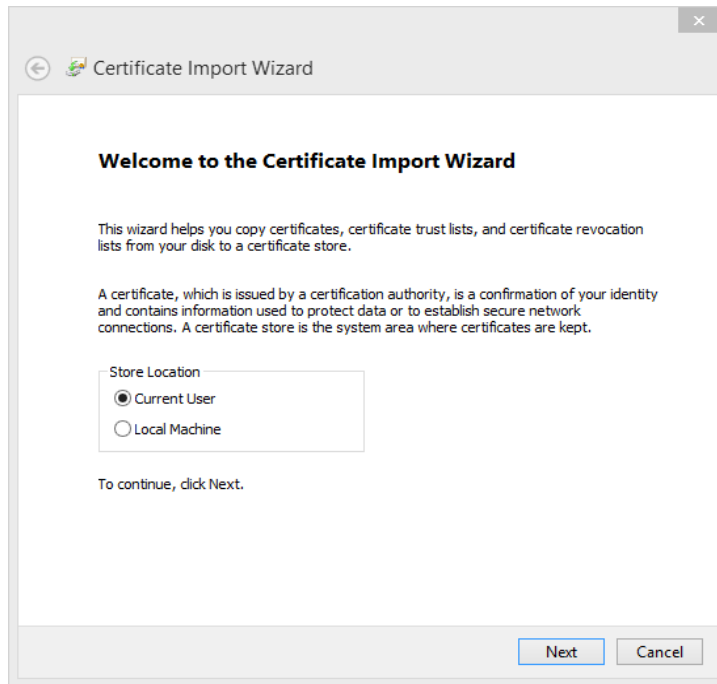 Certificate Import Wizard
Welcome to the Certificate Import Wizard
This wizard helps you copy certificates, certificate trust lists, and certificate revocation
lists from your disk to a certificate store.
A certificate, which is issued by a certification authority, is a confirmation of your identity
and contains information used to protect data or to establish secure network
connections. A certificate store is the system area where certificates are kept.
Store Location
Current User
Local Machine
To continue, click Next.
Next
Cancel